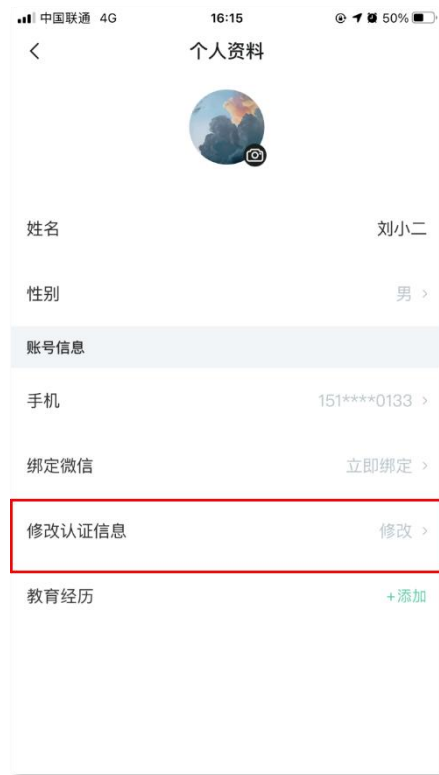 中国联通 4G 16:15 50%
个人资料
姓名 刘小二
性别 男
账号信息
手机 151****0133
绑定微信 立即绑定
修改认证信息 修改
教育经历 +添加